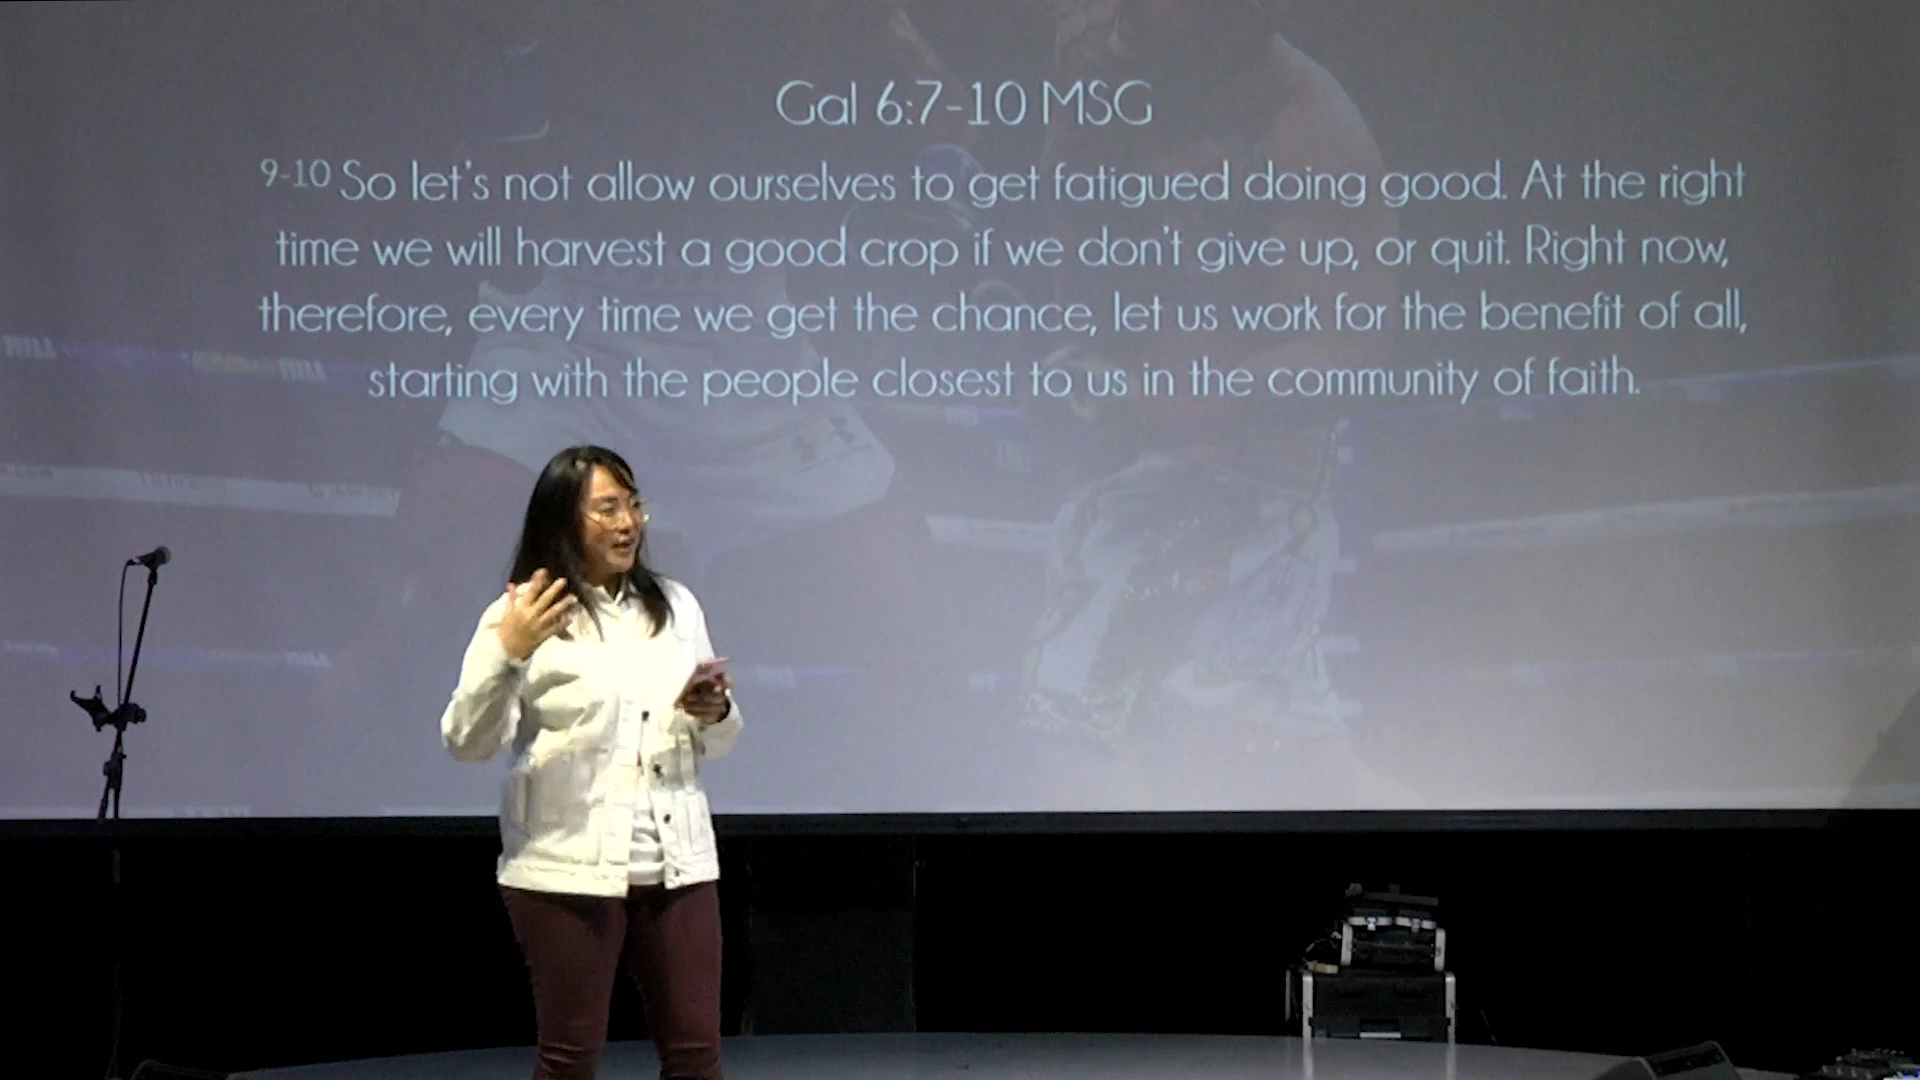 Gal 6:7-10 MSG
9-10 So let's not allow ourselves to get fatigued doing good. At the right
time we will harvest a good crop if we don't give up, or quit. Right now,
therefore, every time we get the chance, let us work for the benefit of all,
starting with the people closest to us in the community of faith.
HILL
HILL